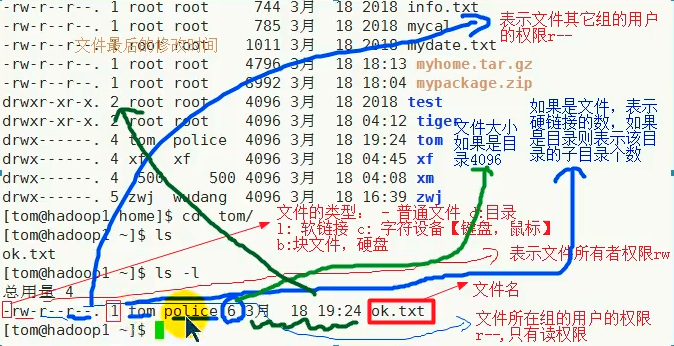 -rw-r--r--. 1 root root 744 3月 18 2018 info.txt
-rw-r--r--. 1 root root 785 3月 18 2018 mycal
-rw-r--r--. 1 root root 1011 3月 18 2018 mydate.txt
-rw-r--r--. 1 root root 4796 3月 18 18:13 myhome.tar.gz
-rw-r--r--. 1 root root 8992 3月 18 18:04 mypackage.zip
drwxr-xr-x. 2 root root 4096 3月 18 2018 test
drwxr-xr-x. 2 root root 4096 3月 18 04:12 tiger
drwx------. 4 tom police 4096 3月 18 19:24 tom
drwx------. 4 xf xf 4096 3月 18 04:45 xf
drwx------. 4 500 500 4096 3月 18 04:08 xm
drwx------. 5 zwj wudang 4096 3月 18 16:39 zwj
[tom@hadoop1 home]$ cd tom/
[tom@hadoop1 ~]$ ls
ok.txt
[tom@hadoop1 ~]$ ls -l
总用量 4
-rw-r--r--. 1 tom police 6 3月 18 19:24 ok.txt
[tom@hadoop1 ~]$
文件最后的修改时间
表示文件其它组的用户
的权限r--
文件大小
如果是目
录4096
如果是文件，表示
硬链接的数，如果
是目录则表示该目
录的子目录个数
文件的类型： - 普通文件 d:目录
l: 软链接 c: 字符设备【键盘，鼠标】
b:块文件，硬盘
表示文件所有者权限rw
文件名
文件所在组的用户的权限
r--,只有读权限